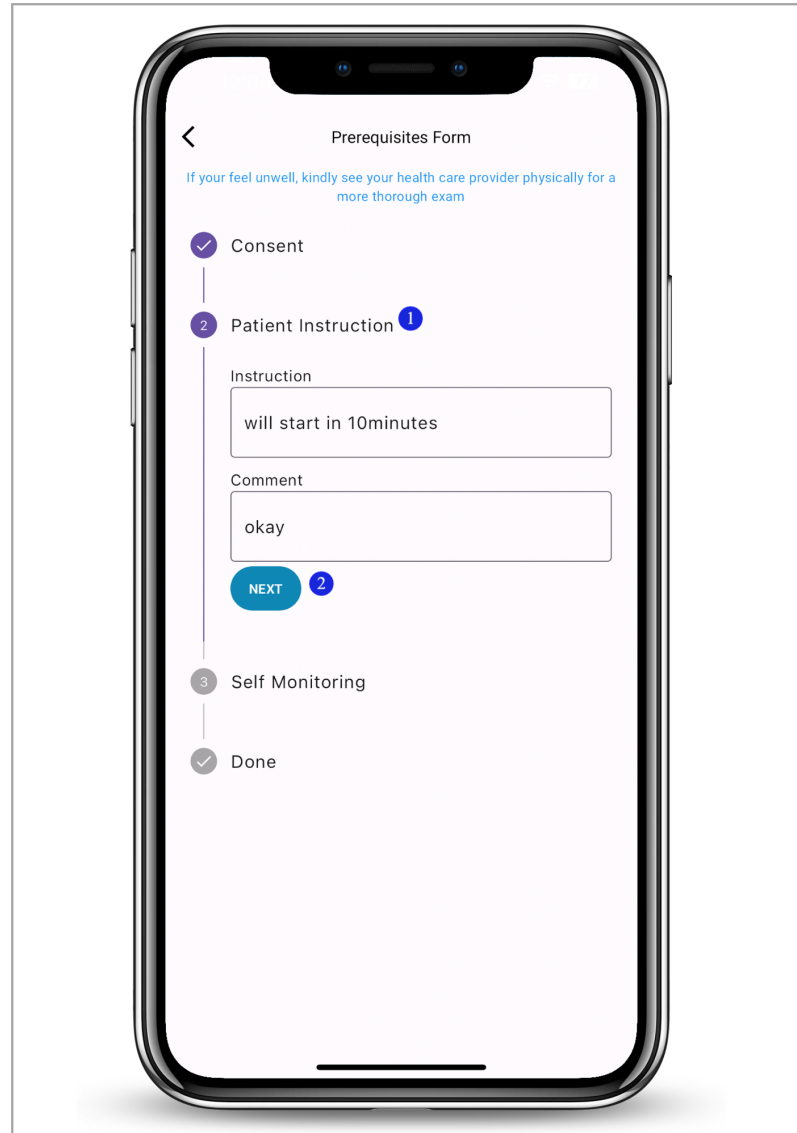 Prerequisites Form
If your feel unwell, kindly see your health care provider physically for a
more thorough exam
Consent
2 Patient Instruction 1
Instruction
will start in 10minutes
Comment
okay
NEXT 2
3 Self Monitoring
Done